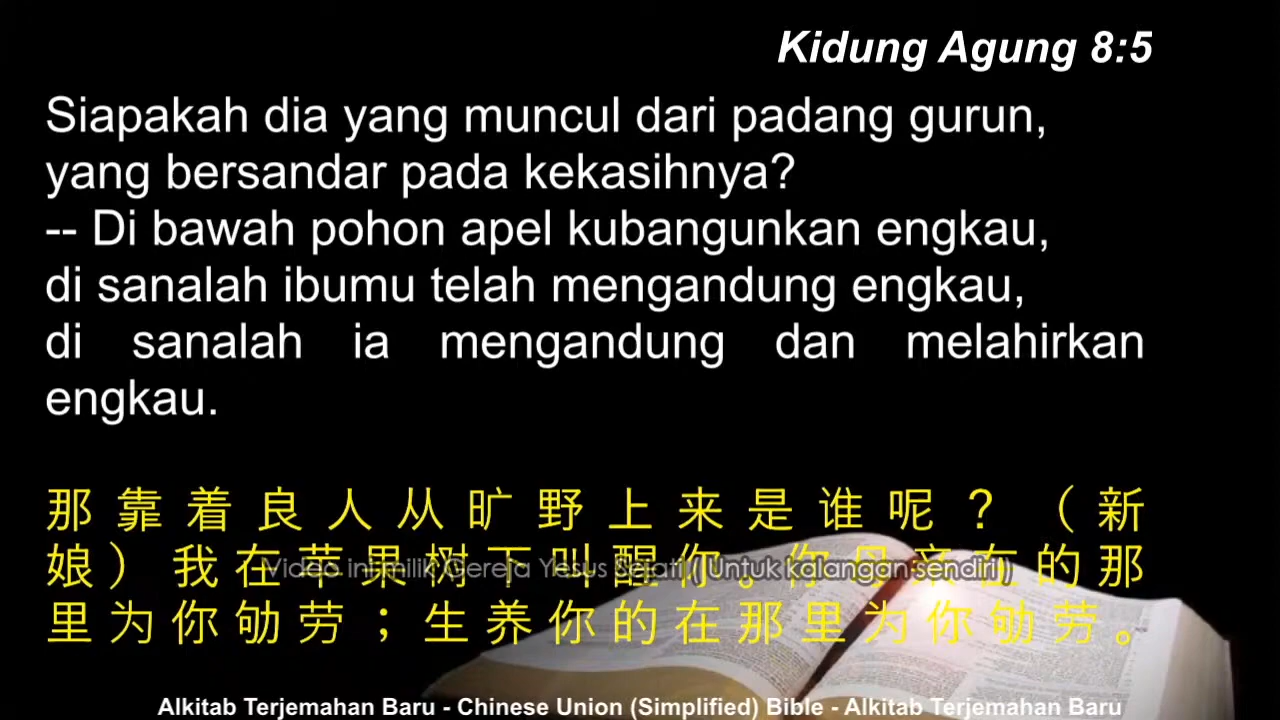 Kidung Agung 8:5
Siapakah dia yang muncul dari padang gurun,
yang bersandar pada kekasihnya?
-- Di bawah pohon apel kubangunkan engkau,
di sanalah ibumu telah mengandung engkau,
di sanalah ia mengandung dan melahirkan
engkau.
那靠着良人从旷野上来是谁呢？（新
娘）我在苹果树下叫醒你。你母亲在的那
Video ini milik Gereja Yesus Sejati ( Untuk kalangan sendiri )
里为你劬劳；生养你的在那里为你劬劳。
Alkitab Terjemahan Baru - Chinese Union (Simplified) Bible - Alkitab Terjemahan Baru